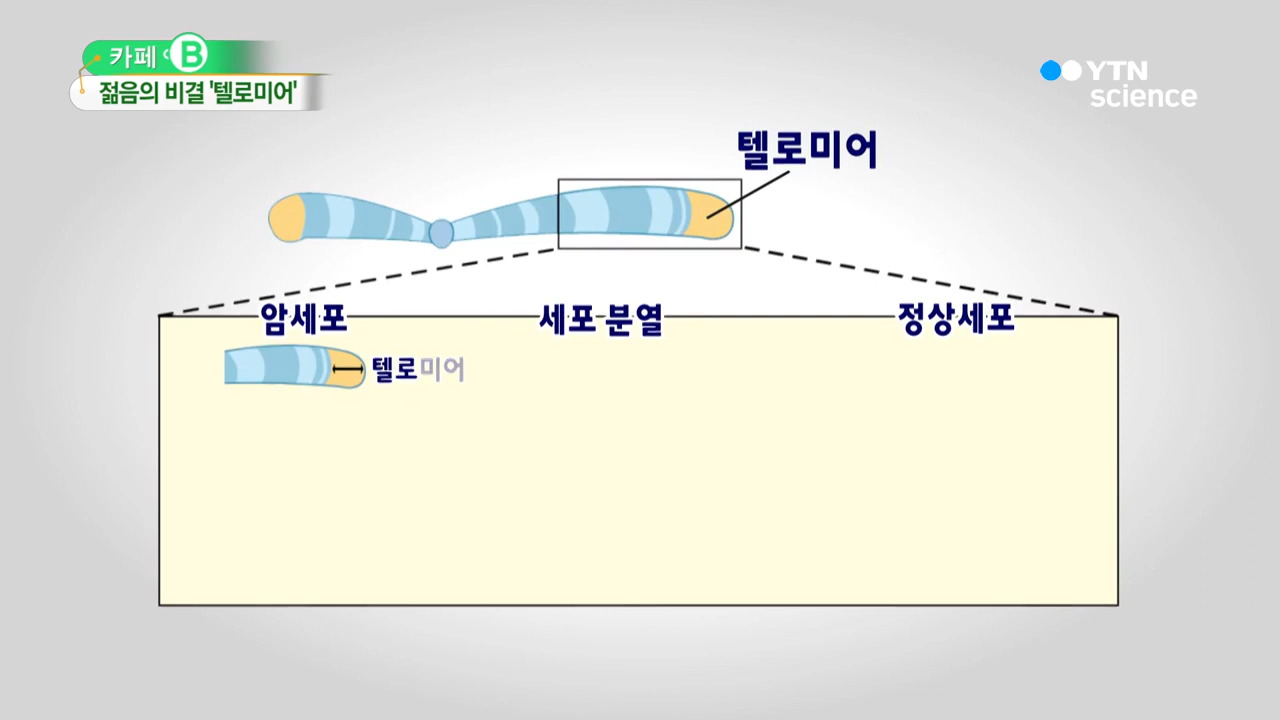 카페 B
젊음의 비결 '텔로미어'
YTN
science
텔로미어
암세포
세포 분열
정상세포
텔로미어